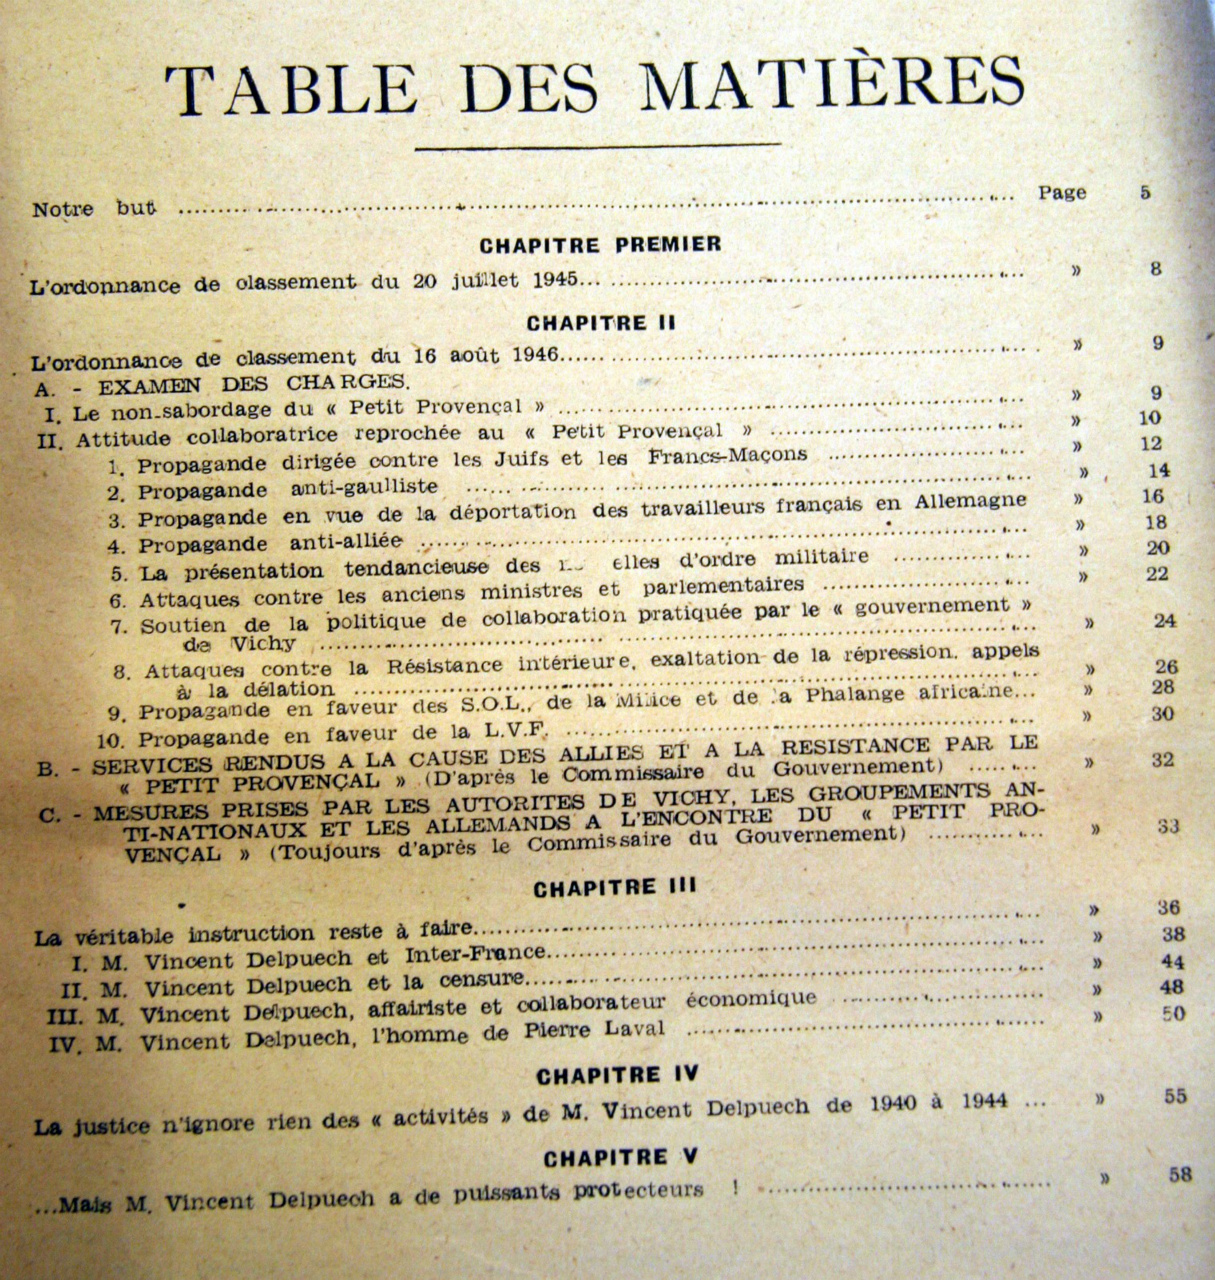 TABLE DES MATIÈRES
Notre but ........ Page 5
CHAPITRE PREMIER
L'ordonnance de classement du 20 juillet 1945... ........ » 8
CHAPITRE II
L'ordonnance de classement du 16 août 1946........ » 9
A. - EXAMEN DES CHARGES.
I. Le non-sabordage du « Petit Provençal » ........ » 9
II. Attitude collaboratrice reprochée au « Petit Provençal » ........ » 10
1. Propagande dirigée contre les Juifs et les Francs-Maçons ........ » 12
2. Propagande anti-gaulliste ........ » 14
3. Propagande en vue de la déportation des travailleurs français en Allemagne » 16
4. Propagande anti-alliée ........ » 18
5. La présentation tendancieuse des elles d'ordre militaire ........ » 20
6. Attaques contre les anciens ministres et parlementaires ........ » 22
7. Soutien de la politique de collaboration pratiquée par le « gouvernement »
de Vichy ........ » 24
8. Attaques contre la Résistance intérieure, exaltation de la répression, appels
à la délation ........ » 26
9. Propagande en faveur des S.O.L., de la Milice et de la Phalange africaine... » 28
10. Propagande en faveur de la L.V.F. ........ » 30
B. - SERVICES RENDUS A LA CAUSE DES ALLIES ET A LA RESISTANCE PAR LE
« PETIT PROVENÇAL » (D'après le Commissaire du Gouvernement) ........ » 32
C. - MESURES PRISES PAR LES AUTORITES DE VICHY, LES GROUPEMENTS AN-
TI-NATIONAUX ET LES ALLEMANDS A L'ENCONTRE DU « PETIT PRO-
VENÇAL » (Toujours d'après le Commissaire du Gouvernement) ........ » 33
CHAPITRE III
La véritable instruction reste à faire........ » 36
I. M. Vincent Delpuech et Inter-France........ » 38
II. M. Vincent Delpuech et la censure........ » 44
III. M. Vincent Delpuech, affairiste et collaborateur économique ........ » 48
IV. M. Vincent Delpuech, l'homme de Pierre Laval ........ » 50
CHAPITRE IV
La justice n'ignore rien des « activités » de M. Vincent Delpuech de 1940 à 1944 ... » 55
CHAPITRE V
...Mais M. Vincent Delpuech a de puissants protecteurs ! ........ » 58